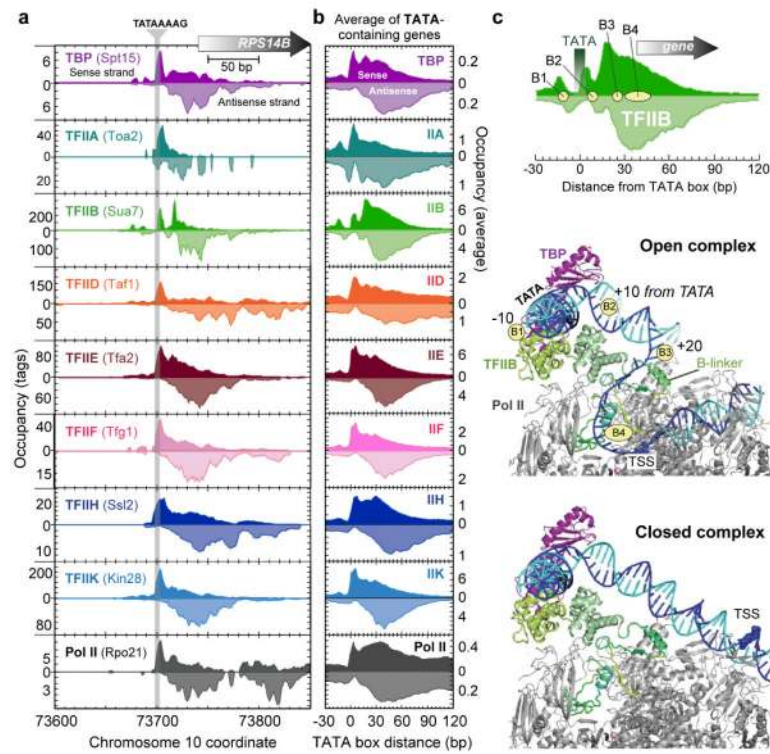 a
TATAAAAG
RPS14B
50 bp
TBP (Spt15)
Sense strand
Antisense strand
6
0
6
TFIIA (Toa2)
40
0
20
TFIIB (Sua7)
200
0
100
TFIID (Taf1)
150
0
50
TFIIE (Tfa2)
80
0
60
TFIIF (Tfg1)
40
0
15
TFIIH (Ssl2)
20
0
10
TFIIK (Kin28)
200
0
80
Pol II (Rpo21)
5
0
3
Occupancy (tags)
73600
73700
73800
Chromosome 10 coordinate
b
Average of TATA-
containing genes
TBP
Sense
Antisense
0.2
0
0.2
IIA
1
0
1
IIB
6
0
4
IID
2
0
1
IIE
6
0
4
IIF
2
0
2
IIH
1
0
1
IIK
6
0
4
Pol II
0.4
0
0.2
Occupancy (average)
-30
0
40
80
120
TATA box distance (bp)
c
B3
B4
TATA
gene
B2
B1
TFIIB
-30
0
30
60
90
120
Distance from TATA box (bp)
Open complex
TBP
TATA
+10 from TATA
B2
-10
B1
+20
B3
TFIIB
B-linker
Pol II
B4
TSS
Closed complex
TSS